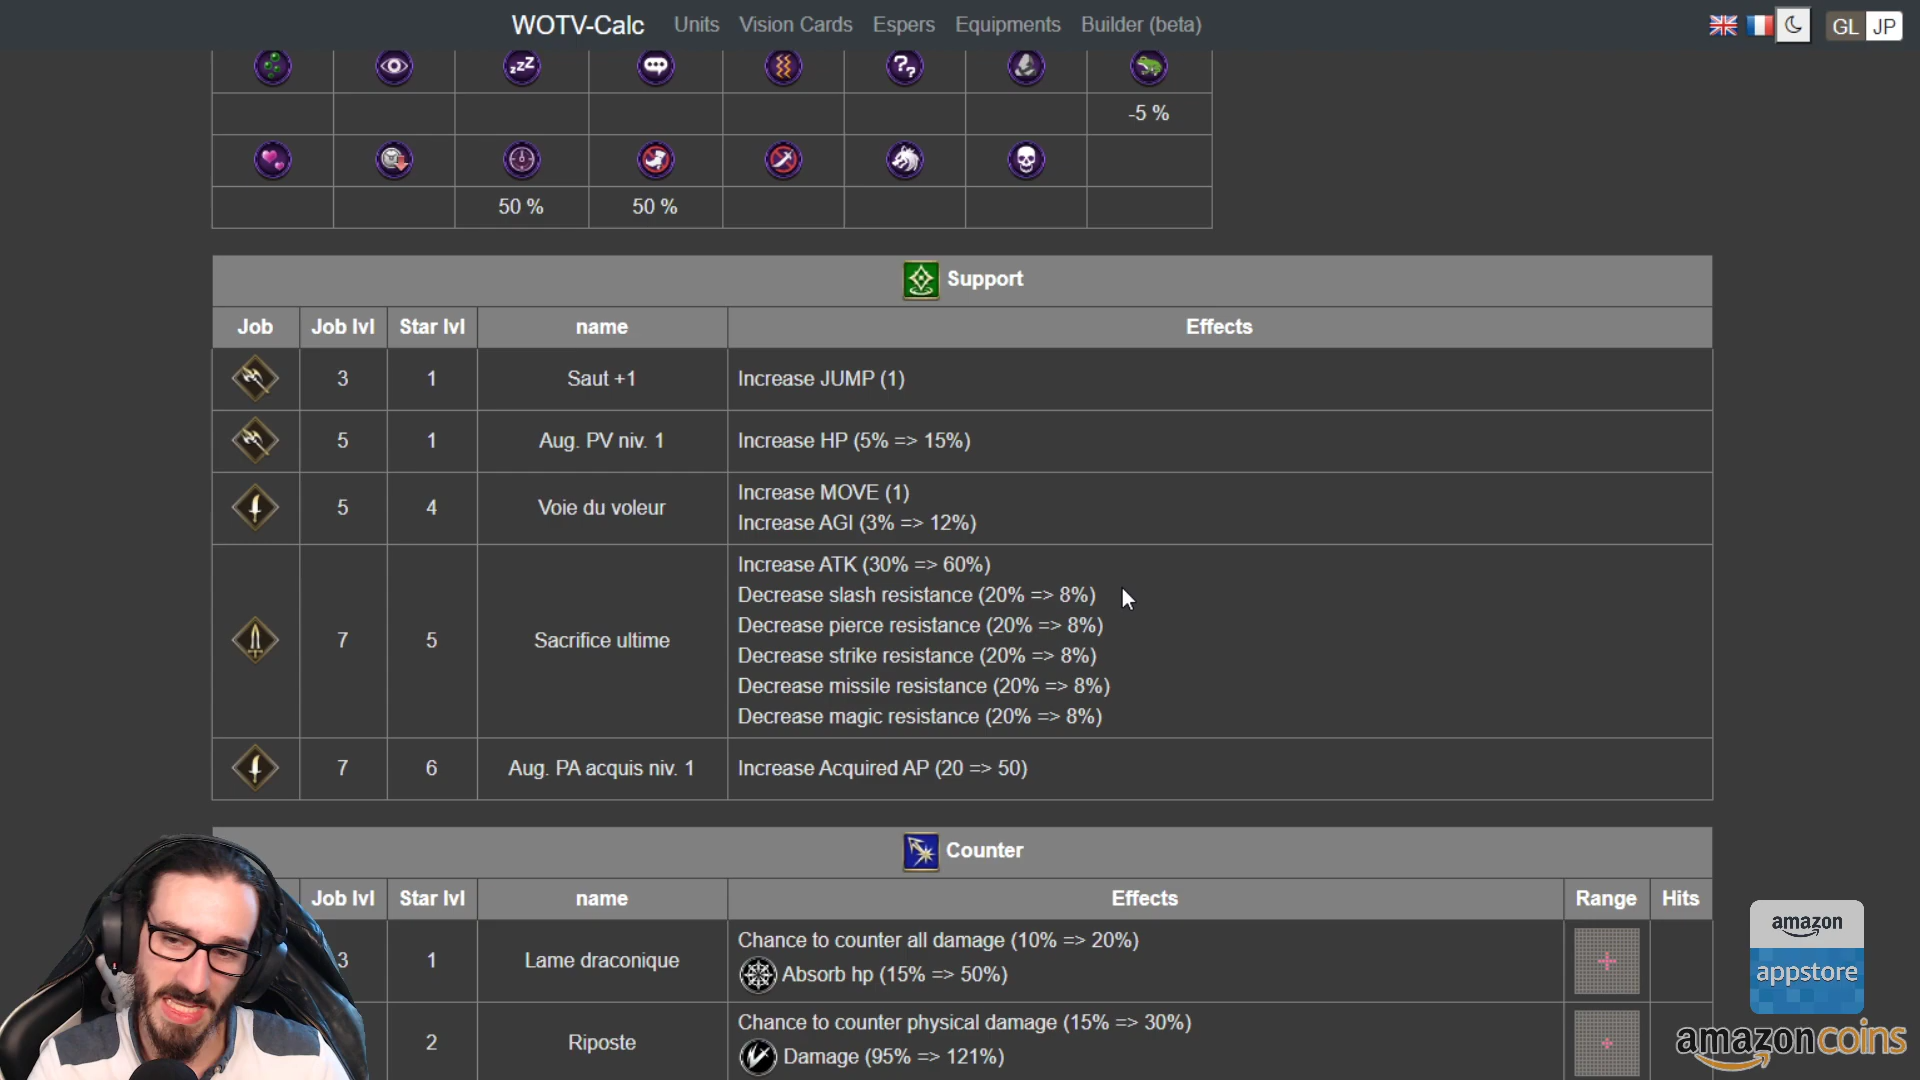 WOTV-Calc Units Vision Cards Espers Equipments Builder (beta) GL JP
zzZ ??
-5 %
50 % 50 %
Support
Job Job lvl Star lvl name Effects
3 1 Saut +1 Increase JUMP (1)
5 1 Aug. PV niv. 1 Increase HP (5% => 15%)
5 4 Voie du voleur Increase MOVE (1)
Increase AGI (3% => 12%)
7 5 Sacrifice ultime Increase ATK (30% => 60%)
Decrease slash resistance (20% => 8%)
Decrease pierce resistance (20% => 8%)
Decrease strike resistance (20% => 8%)
Decrease missile resistance (20% => 8%)
Decrease magic resistance (20% => 8%)
7 6 Aug. PA acquis niv. 1 Increase Acquired AP (20 => 50)
Counter
Job lvl Star lvl name Effects Range Hits
3 1 Lame draconique Chance to counter all damage (10% => 20%)
Absorb hp (15% => 50%)
2 Riposte Chance to counter physical damage (15% => 30%)
Damage (95% => 121%)
amazon
appstore
amazoncoins